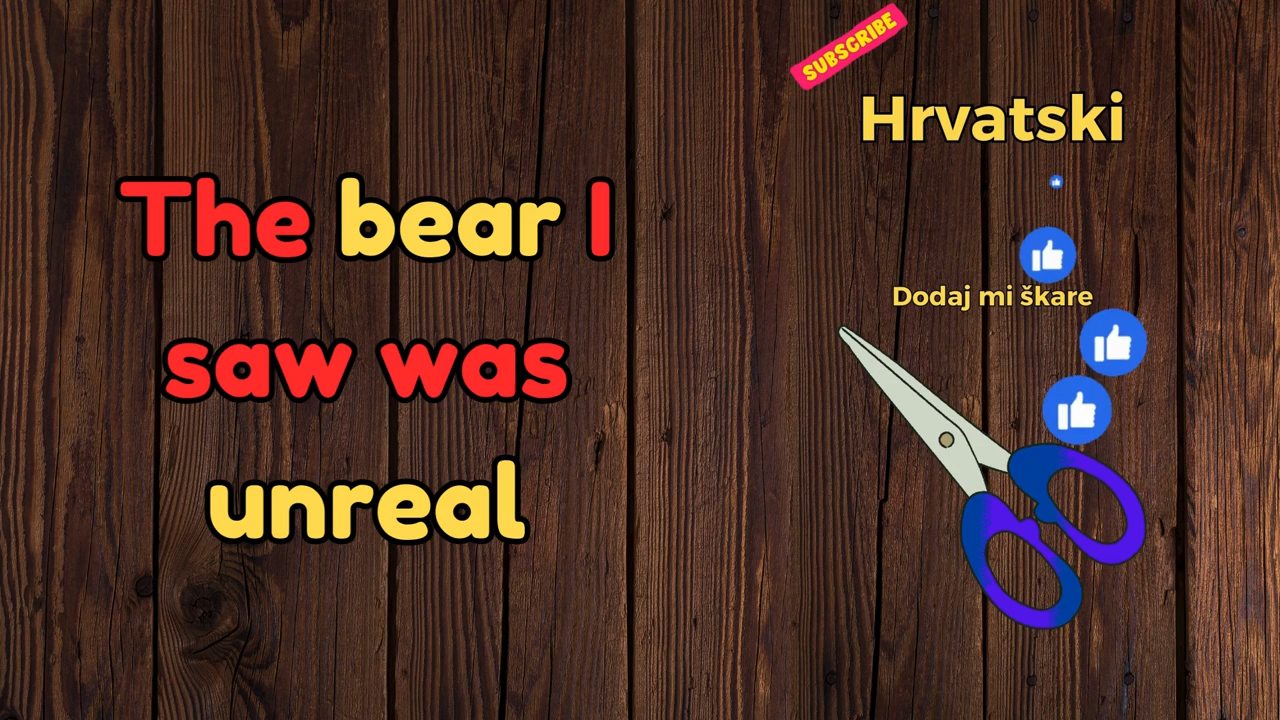 The bear I
saw was
unreal
SUBSCRIBE
Hrvatski
Dodaj mi škare